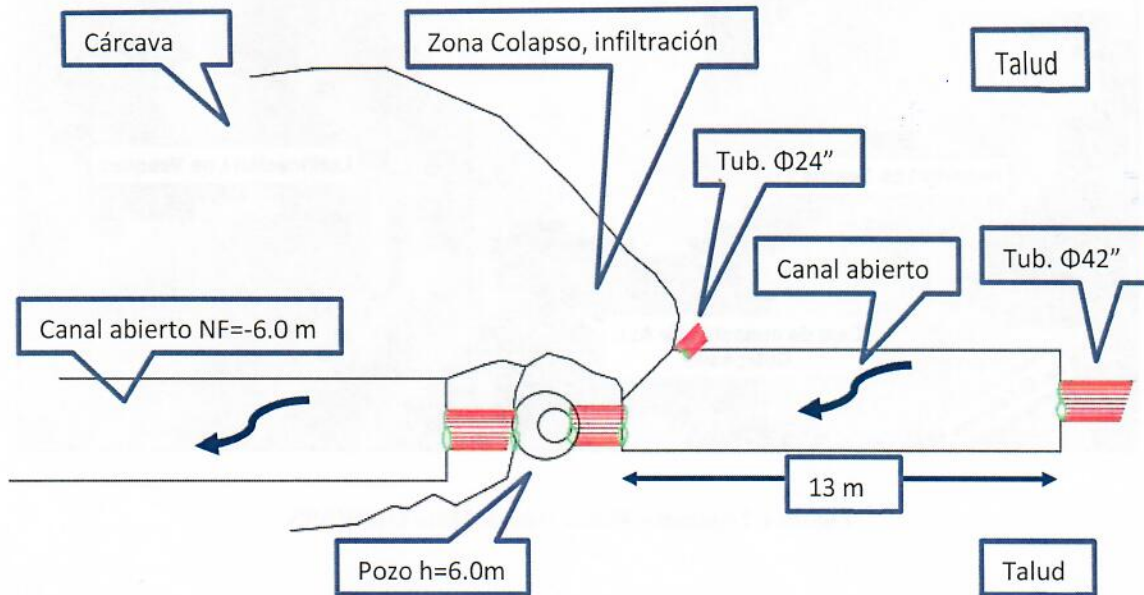 Cárcava
Zona Colapso, infiltración
Talud
Tub. Φ24”
Canal abierto
Tub. Φ42”
Canal abierto NF=-6.0 m
13 m
Pozo h=6.0m
Talud